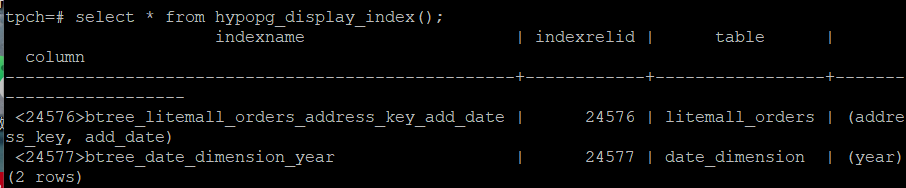 tpch=# select * from hypopg_display_index();
                     indexname                     | indexrelid |      table      |
  column
---------------------------------------------------+------------+-----------------+-------
------------------
 <24576>btree_litemall_orders_address_key_add_date |      24576 | litemall_orders | (addre
ss_key, add_date)
 <24577>btree_date_dimension_year                  |      24577 | date_dimension  | (year)
(2 rows)